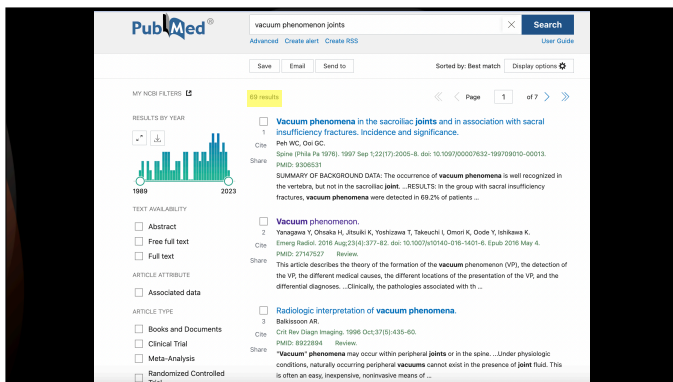 PubMed®
vacuum phenomenon joints
Search
Advanced Create alert Create RSS
User Guide
Save Email Send to
Sorted by: Best match Display options
MY NCBI FILTERS
69 results
Page 1 of 7
RESULTS BY YEAR
1989 2023
TEXT AVAILABILITY
Abstract
Free full text
Full text
ARTICLE ATTRIBUTE
Associated data
ARTICLE TYPE
Books and Documents
Clinical Trial
Meta-Analysis
Randomized Controlled
Trial
1
Cite
Share
Vacuum phenomena in the sacroiliac joints and in association with sacral
insufficiency fractures. Incidence and significance.
Peh WC, Ooi GC.
Spine (Phila Pa 1976). 1997 Sep 1;22(17):2005-8. doi: 10.1097/00007632-199709010-00013.
PMID: 9306531
SUMMARY OF BACKGROUND DATA: The occurrence of vacuum phenomenon is well recognized in
the vertebra, but not in the sacroiliac joint. ...RESULTS: In the group with sacral insufficiency
fractures, vacuum phenomena were detected in 69.2% of patients ...
2
Cite
Share
Vacuum phenomenon.
Yanagawa Y, Ohsaka H, Jitsuiki K, Yoshizawa T, Takeuchi I, Omori K, Oode Y, Ishikawa K.
Emerg Radiol. 2016 Aug;23(4):377-82. doi: 10.1007/s10140-016-1401-6. Epub 2016 May 4.
PMID: 27147527 Review.
This article describes the theory of the formation of the vacuum phenomenon (VP), the detection of
the VP, the different medical causes, the different locations of the presentation of the VP, and the
differential diagnoses. ...Clinically, the pathologies associated with th ...
3
Cite
Share
Radiologic interpretation of vacuum phenomena.
Balkissoon AR.
Crit Rev Diagn Imaging. 1996 Oct;37(5):435-60.
PMID: 8922894 Review.
"Vacuum" phenomena may occur within peripheral joints or in the spine. ...Under physiologic
conditions, naturally occurring peripheral vacuums cannot exist in the presence of joint fluid. This
is often an easy, inexpensive, noninvasive means of ...